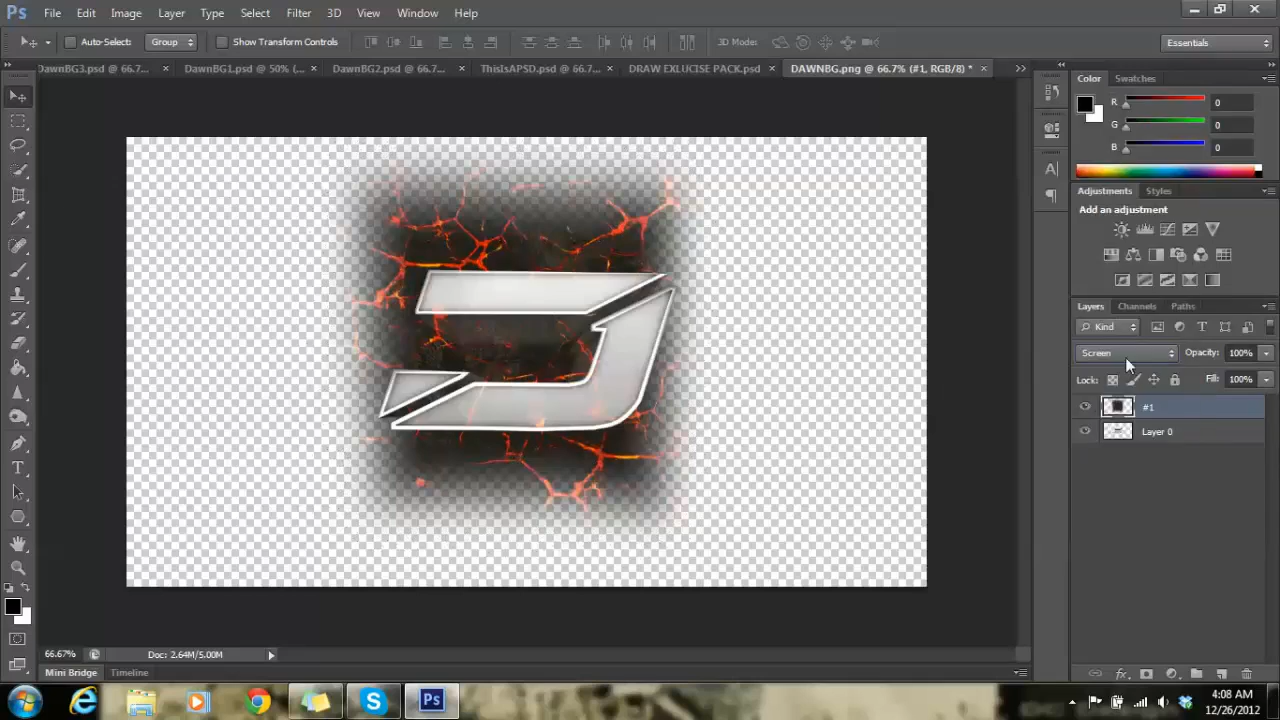 Ps File Edit Image Layer Type Select Filter 3D View Window Help
Auto-Select: Group Show Transform Controls 3D Mode: Essentials
DawnBG3.psd @ 66.7... × DawnBG1.psd @ 50% (... × DawnBG2.psd @ 66.7... × ThisIsAPSD.psd @ 66.7... × DRAW EXLUCISE PACK.psd × DAWNBG.png @ 66.7% (#1, RGB/8) * ×
Color Swatches
R 0
G 0
B 0
Adjustments Styles
Add an adjustment
Layers Channels Paths
Kind
Screen Opacity: 100%
Lock: Fill: 100%
#1
Layer 0
66.67% Doc: 2.64M/5.00M
Mini Bridge Timeline
4:08 AM
12/26/2012